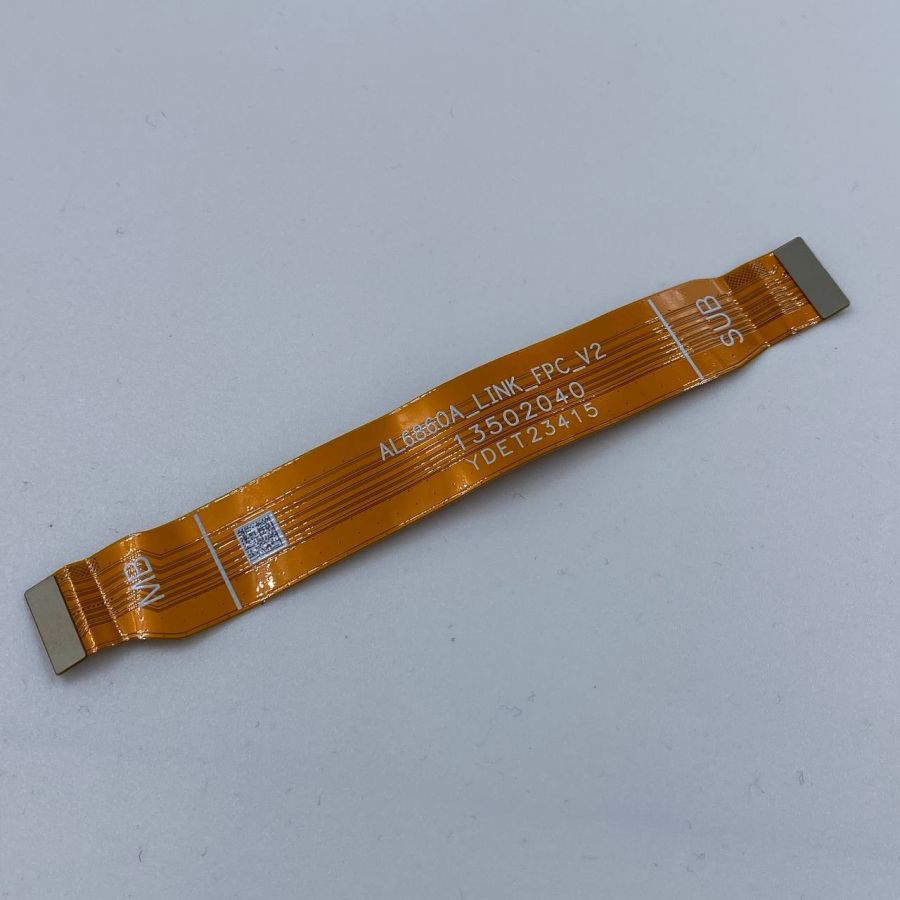 AL6860A_LINK_FPC_V2
13502040
YDET23415
SUB
MB